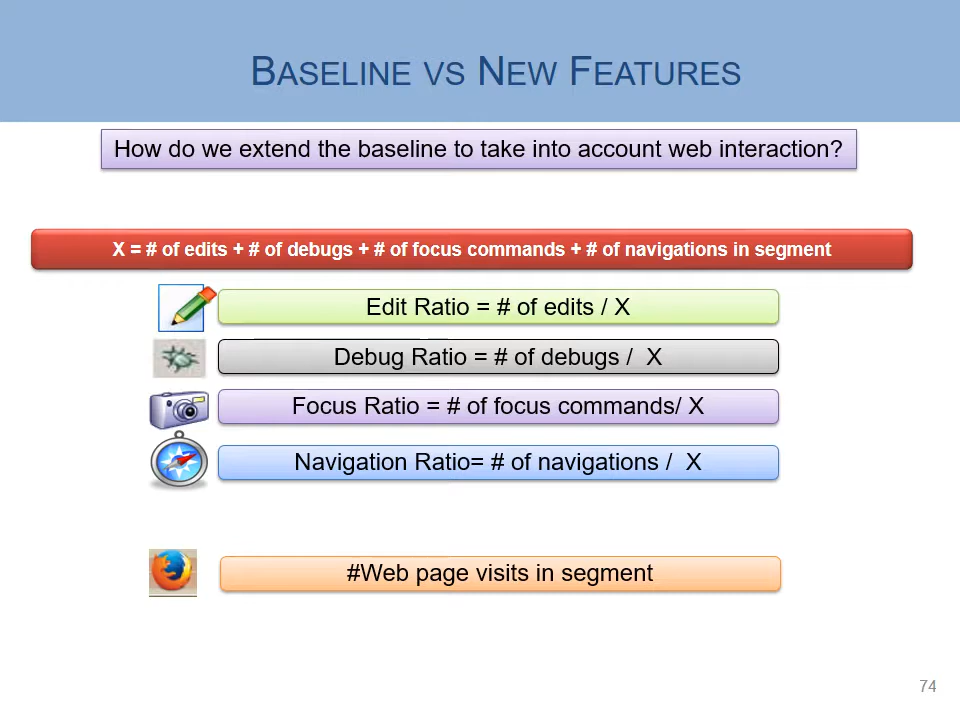 BASELINE VS NEW FEATURES
How do we extend the baseline to take into account web interaction?
X = # of edits + # of debugs + # of focus commands + # of navigations in segment
Edit Ratio = # of edits / X
Debug Ratio = # of debugs /  X
Focus Ratio = # of focus commands/ X
Navigation Ratio= # of navigations /  X
#Web page visits in segment
74